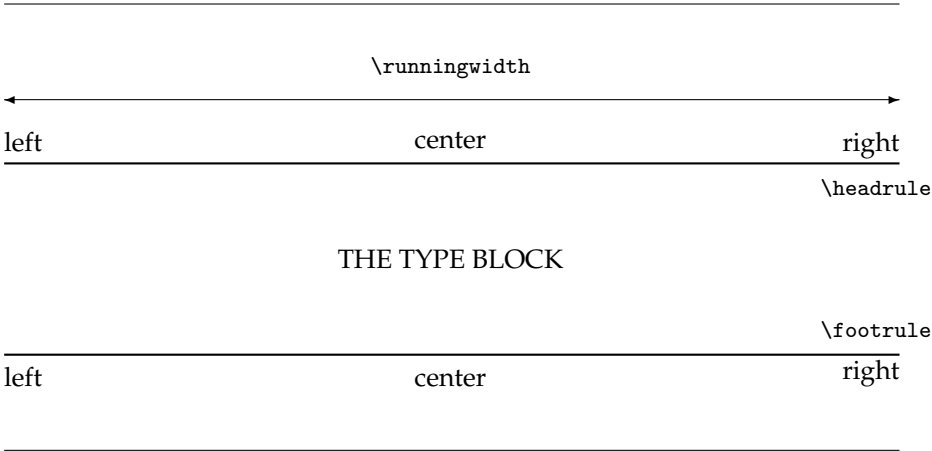 \runningwidth
left center right
\headrule
THE TYPE BLOCK
\footrule
left center right